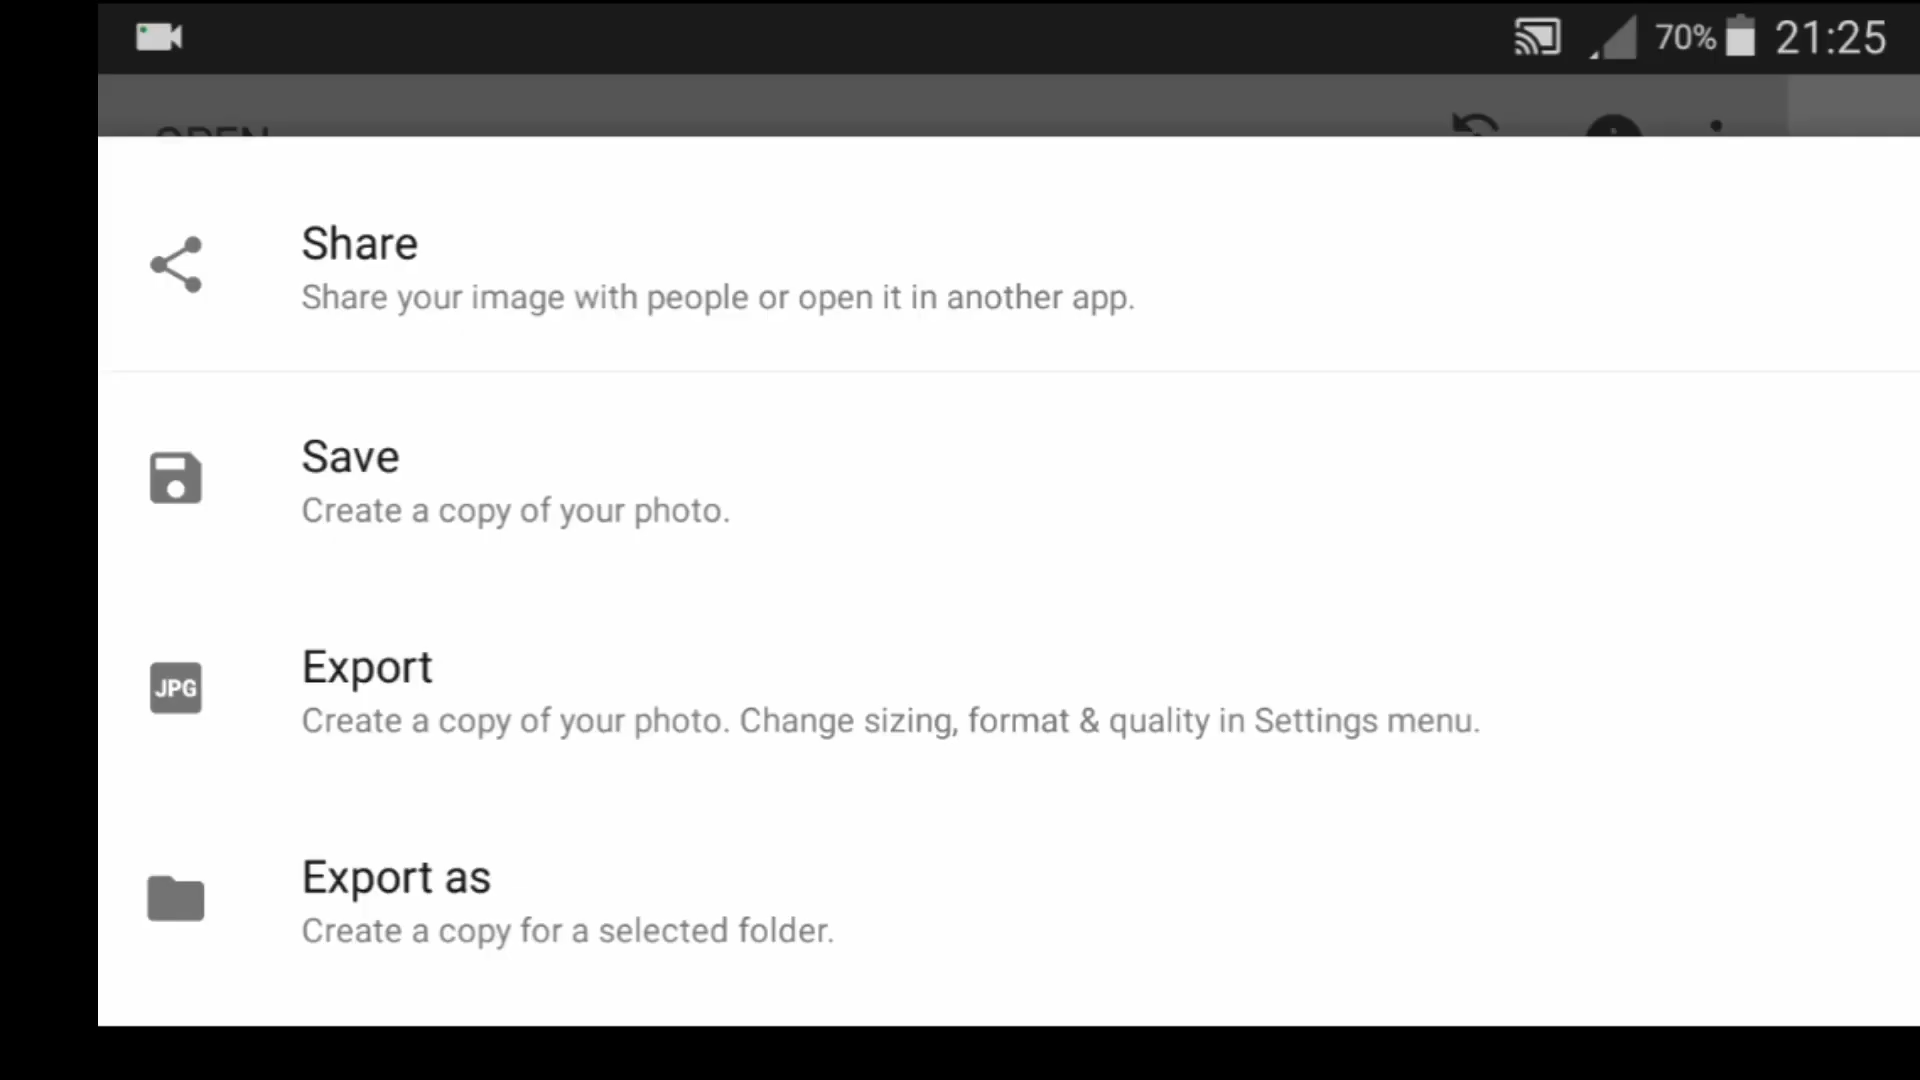 70% 21:25
OPEN
Share
Share your image with people or open it in another app.
Save
Create a copy of your photo.
JPG
Export
Create a copy of your photo. Change sizing, format & quality in Settings menu.
Export as
Create a copy for a selected folder.